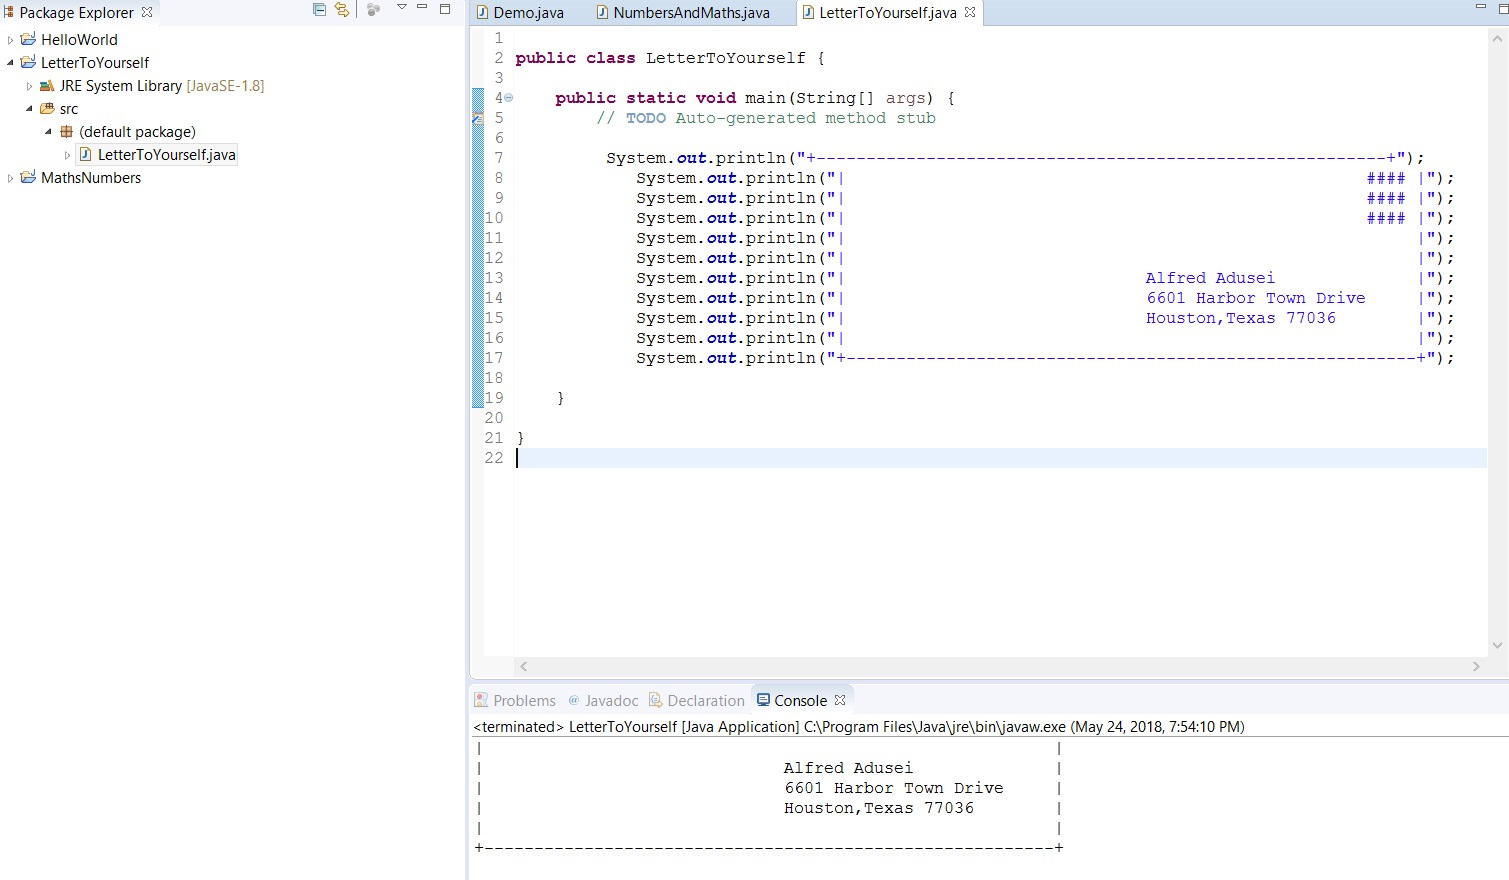 Package Explorer
HelloWorld
LetterToYourself
JRE System Library [JavaSE-1.8]
src
(default package)
LetterToYourself.java
MathsNumbers
Demo.java NumbersAndMaths.java LetterToYourself.java
1
2 public class LetterToYourself {
3
4 public static void main(String[] args) {
5 // TODO Auto-generated method stub
6
7 System.out.println("+---------------------------------------------------------+");
8 System.out.println("|                                                    #### |");
9 System.out.println("|                                                    #### |");
10 System.out.println("|                                                    #### |");
11 System.out.println("|                                                         |");
12 System.out.println("|                                                         |");
13 System.out.println("|                              Alfred Adusei              |");
14 System.out.println("|                              6601 Harbor Town Drive     |");
15 System.out.println("|                              Houston,Texas 77036        |");
16 System.out.println("|                                                         |");
17 System.out.println("+---------------------------------------------------------+");
18
19 }
20
21 }
22
Problems Javadoc Declaration Console
<terminated> LetterToYourself [Java Application] C:\Program Files\Java\jre\bin\javaw.exe (May 24, 2018, 7:54:10 PM)
|                                                         |
|                              Alfred Adusei              |
|                              6601 Harbor Town Drive     |
|                              Houston,Texas 77036        |
|                                                         |
+---------------------------------------------------------+